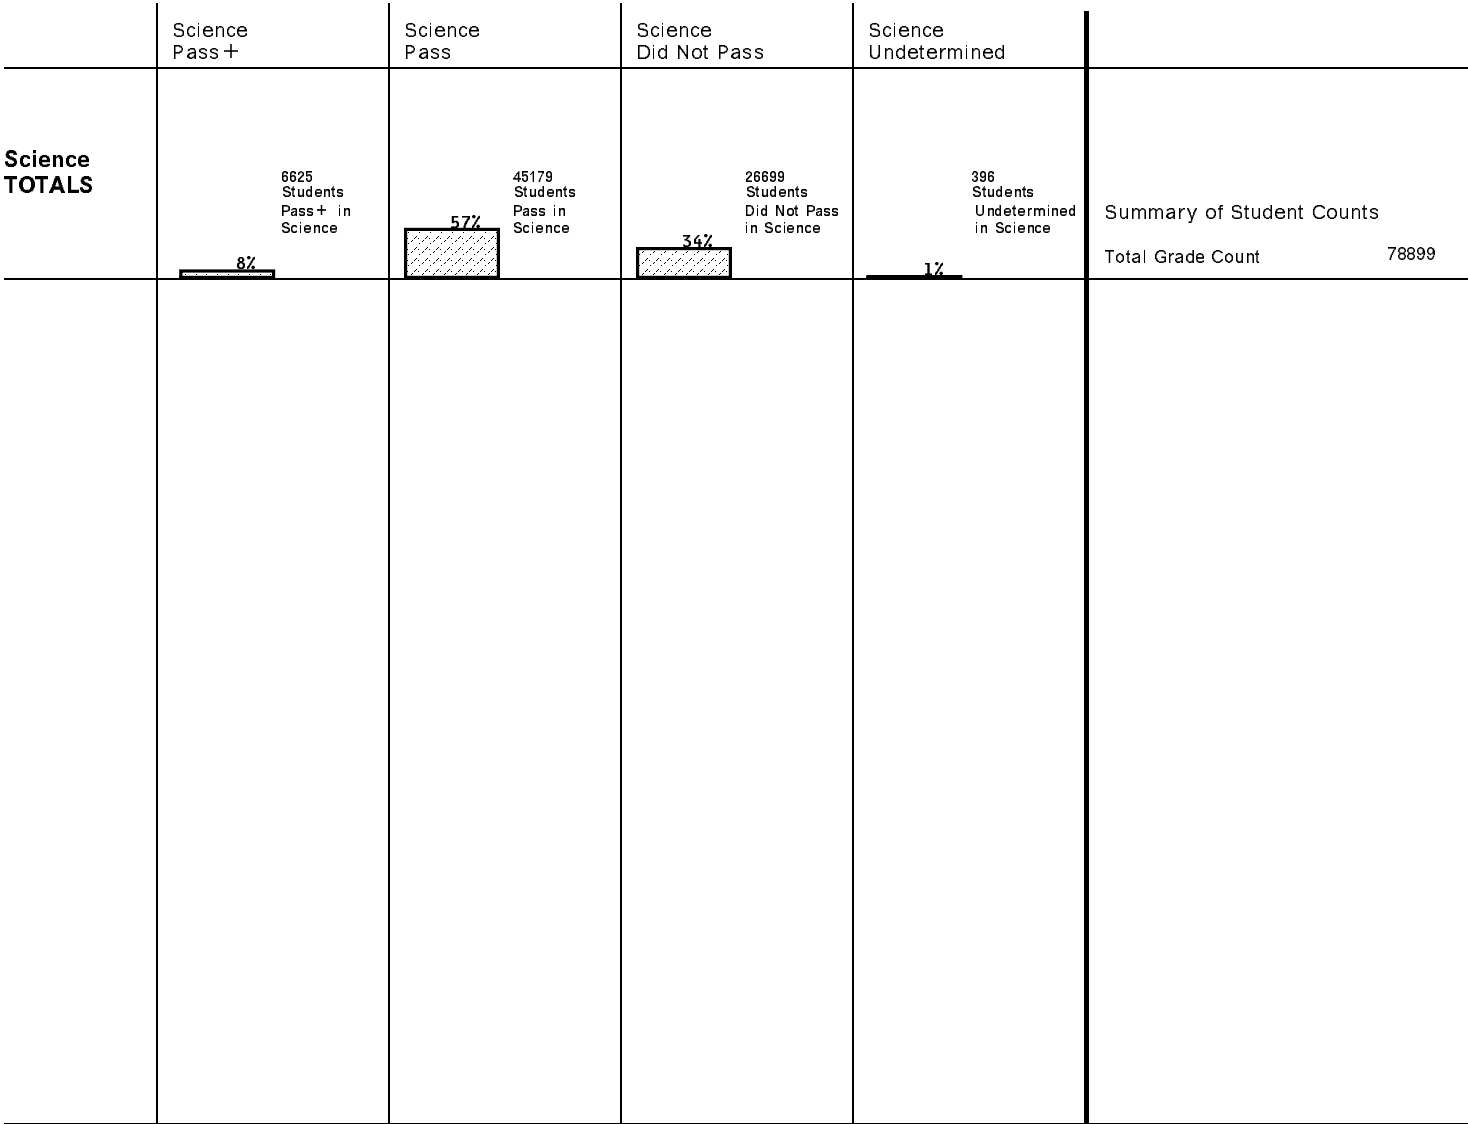 Science
Pass+
Science
Pass
Science
Did Not Pass
Science
Undetermined
Science
TOTALS
6625
Students
Pass+ in
Science
8%
45179
Students
Pass in
Science
57%
26699
Students
Did Not Pass
in Science
34%
396
Students
Undetermined
in Science
1%
Summary of Student Counts
Total Grade Count 78899